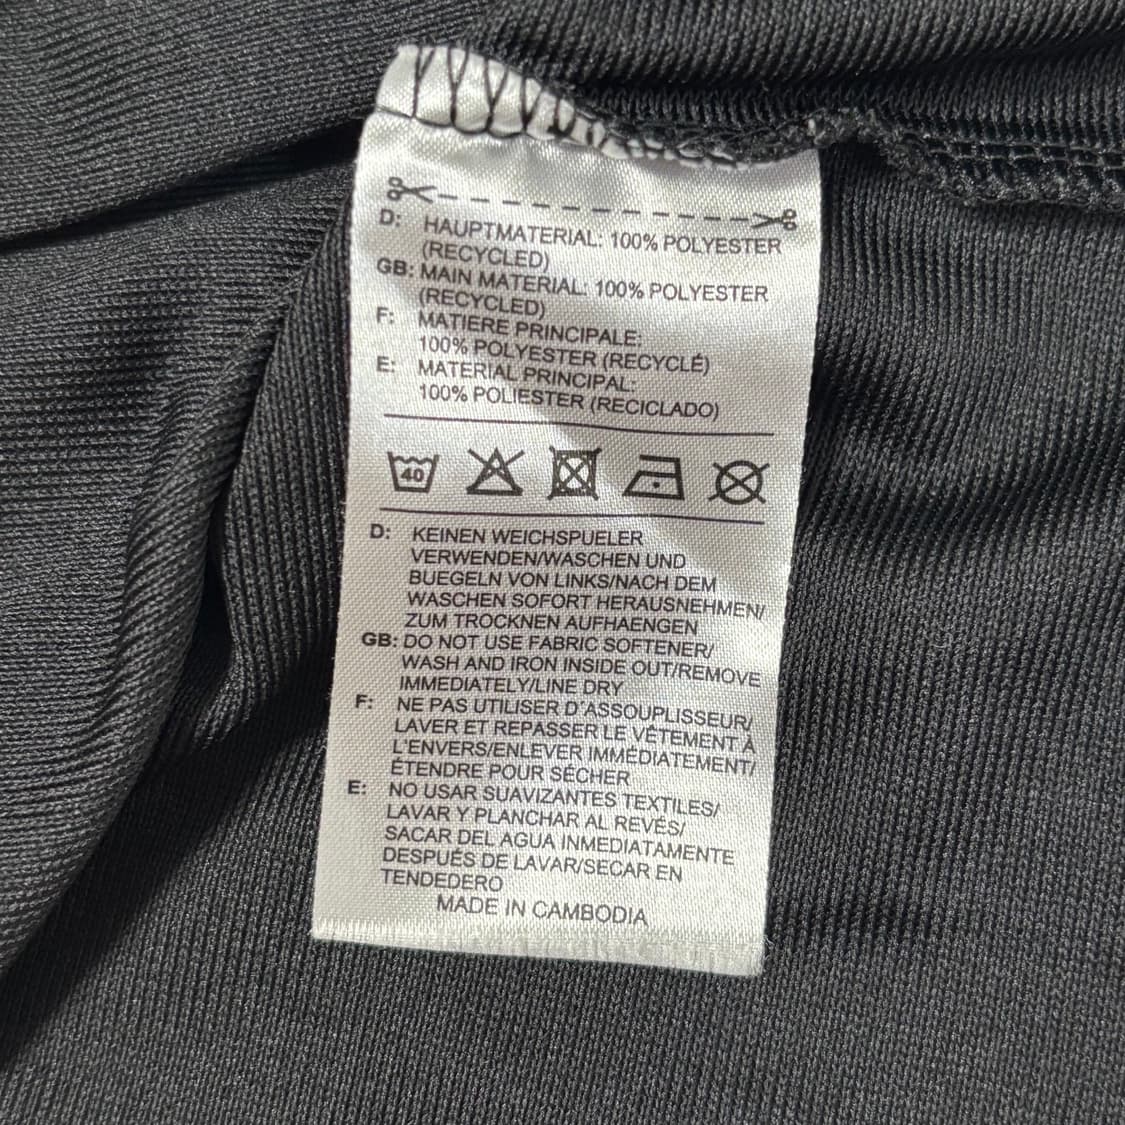 D: HAUPTMATERIAL: 100% POLYESTER
(RECYCLED)
GB: MAIN MATERIAL: 100% POLYESTER
(RECYCLED)
F: MATIERE PRINCIPALE:
100% POLYESTER (RECYCLÉ)
E: MATERIAL PRINCIPAL:
100% POLIESTER (RECICLADO)
40
D: KEINEN WEICHSPUELER
VERWENDEN/WASCHEN UND
BUEGELN VON LINKS/NACH DEM
WASCHEN SOFORT HERAUSNEHMEN/
ZUM TROCKNEN AUFHAENGEN
GB: DO NOT USE FABRIC SOFTENER/
WASH AND IRON INSIDE OUT/REMOVE
IMMEDIATELY/LINE DRY
F: NE PAS UTILISER D'ASSOUPLISSEUR/
LAVER ET REPASSER LE VÊTEMENT À
L'ENVERS/ENLEVER IMMÉDIATEMENT/
ÉTENDRE POUR SÉCHER
E: NO USAR SUAVIZANTES TEXTILES/
LAVAR Y PLANCHAR AL REVÉS/
SACAR DEL AGUA INMEDIATAMENTE
DESPUÉS DE LAVAR/SECAR EN
TENDEDERO
MADE IN CAMBODIA